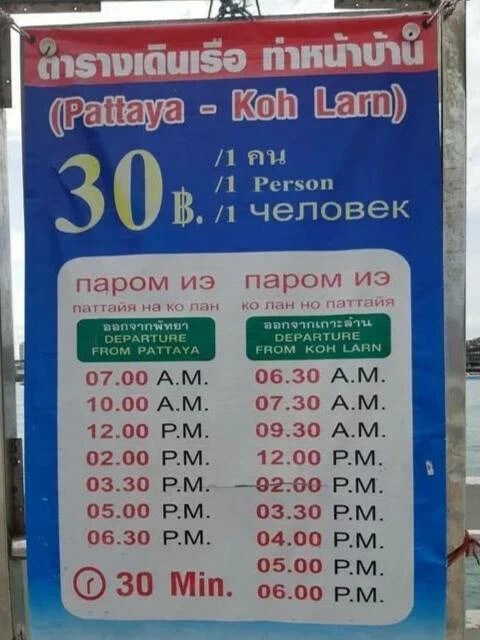 ตารางเดินเรือ ท่าหน้าบ้าน
(Pattaya - Koh Larn)
30 ฿.
/1 คน
/1 Person
/1 человек
паром иэ
паттайя на ко лан
ออกจากพัทยา
DEPARTURE
FROM PATTAYA
07.00 A.M.
10.00 A.M.
12.00 P.M.
02.00 P.M.
03.30 P.M.
05.00 P.M.
06.30 P.M.
30 Min.
паром иэ
ко лан но паттайя
ออกจากเกาะล้าน
DEPARTURE
FROM KOH LARN
06.30 A.M.
07.30 A.M.
09.30 A.M.
12.00 P.M.
02.00 P.M.
03.30 P.M.
04.00 P.M.
05.00 P.M.
06.00 P.M.